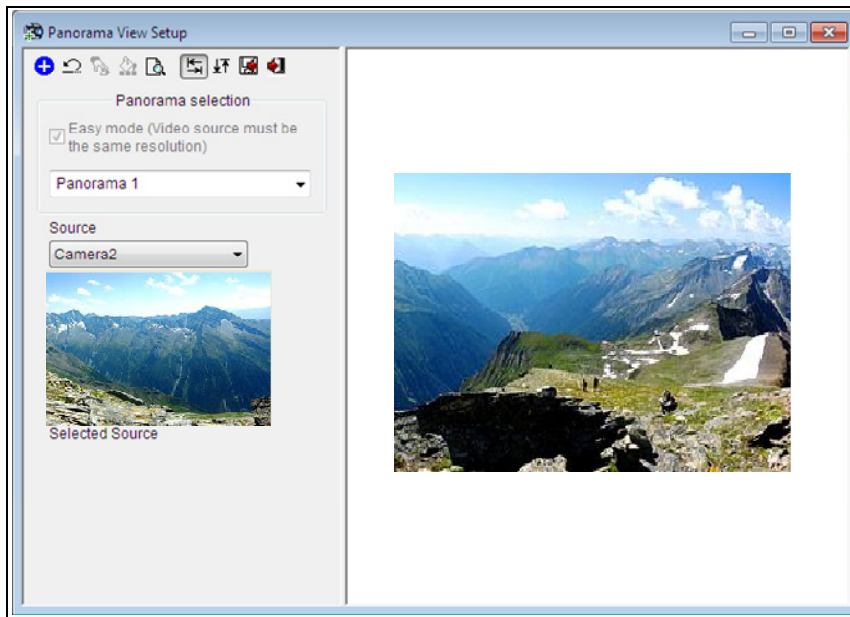 Panorama View Setup
Panorama selection
Easy mode (Video source must be
the same resolution)
Panorama 1
Source
Camera2
Selected Source